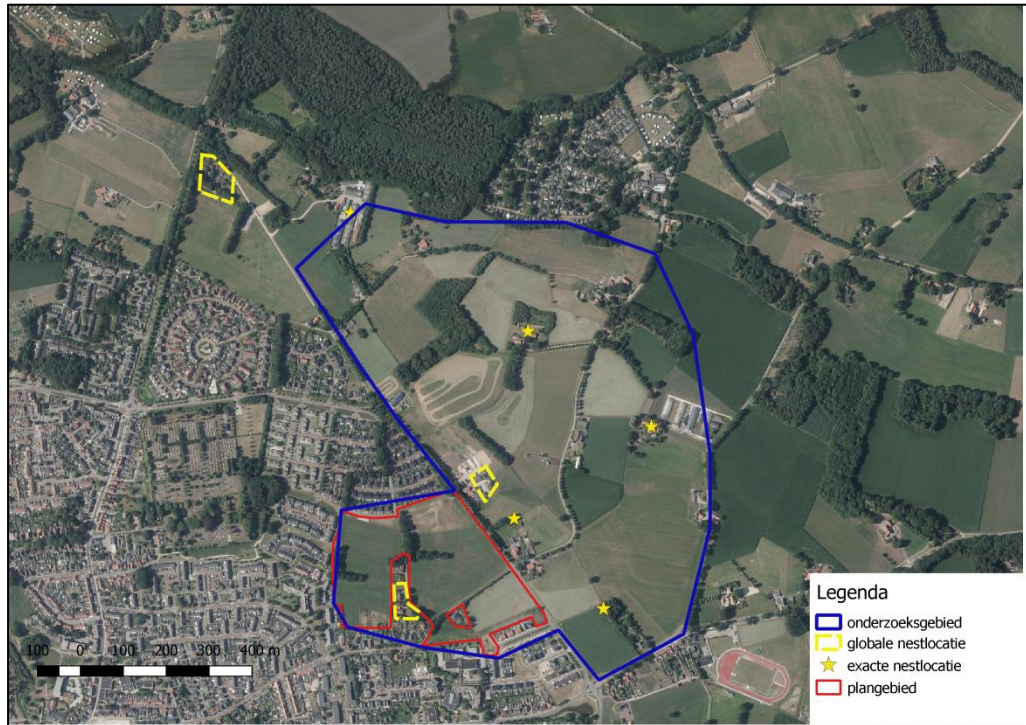 100 0 100 200 300 400 m
Legenda
onderzoeksgebied
globale nestlocatie
exacte nestlocatie
plangebied